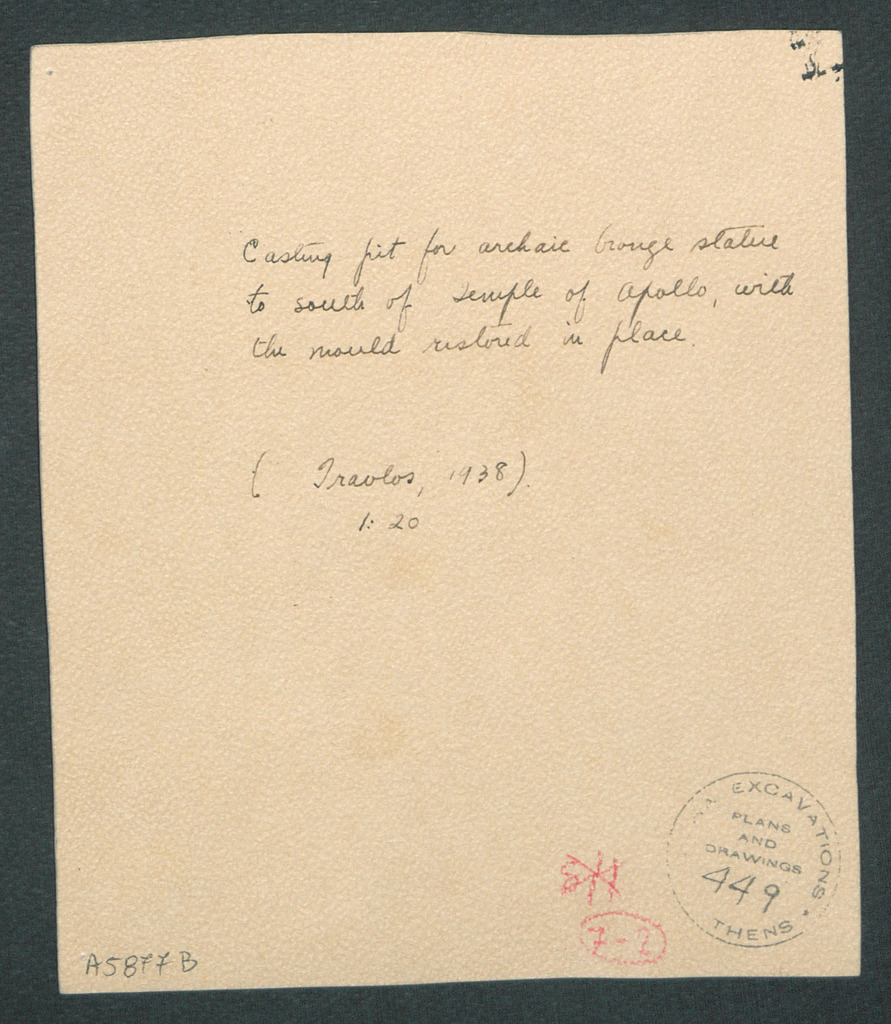 Casting pit for archaic bronze statue
to south of Temple of Apollo, with
the mould restored in place.
( Travlos, 1938).
1:20
EXCAVATIONS
PLANS
AND
DRAWINGS
449
THENS
7-2
A5877B